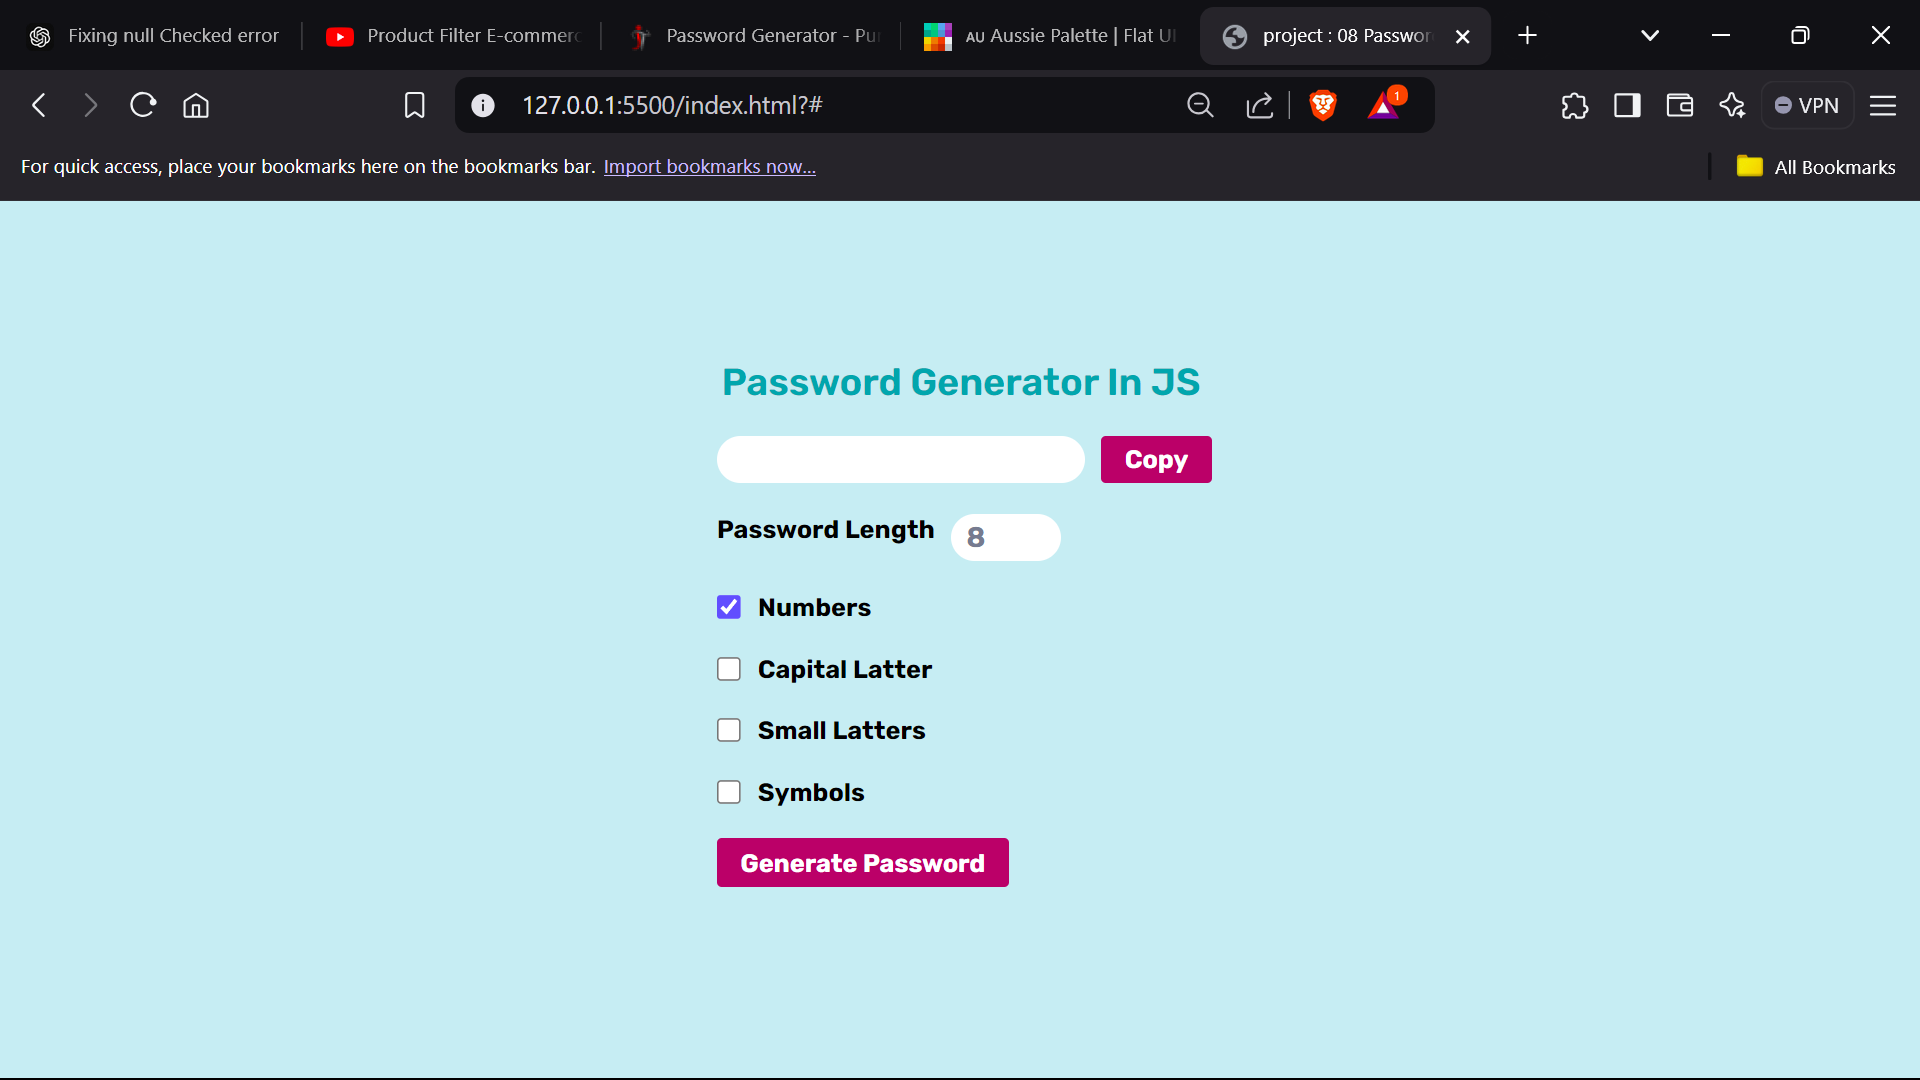 Fixing null Checked error
Product Filter E-commerc
Password Generator - Pur
AU Aussie Palette | Flat UI
project : 08 Passwor
127.0.0.1:5500/index.html?#
1
VPN
For quick access, place your bookmarks here on the bookmarks bar. Import bookmarks now...
All Bookmarks
Password Generator In JS
Copy
Password Length 8
Numbers
Capital Latter
Small Latters
Symbols
Generate Password